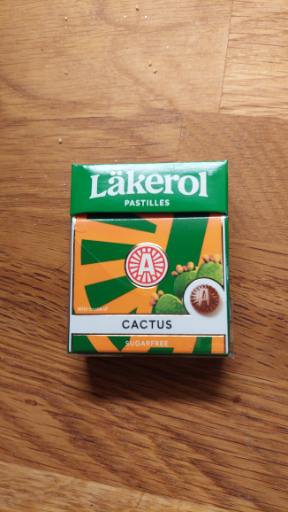 Läkerol
PASTILLES
A
A
CACTUS
SUGARFREE